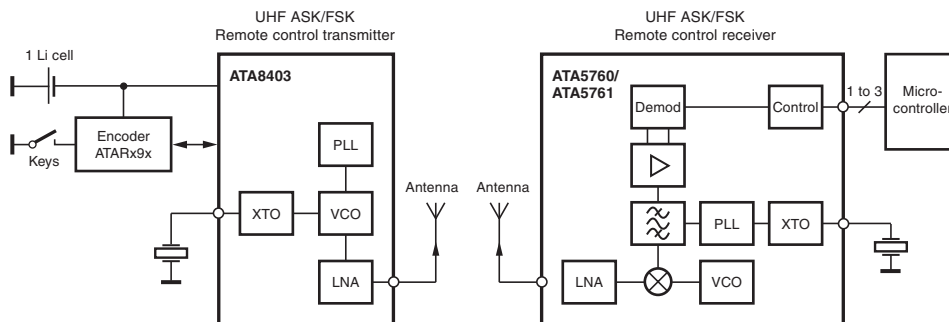 UHF ASK/FSK
Remote control transmitter
UHF ASK/FSK
Remote control receiver
1 Li cell
ATA8403
ATA5760/
ATA5761
Demod
Control
1 to 3
Micro-
controller
Encoder
ATARx9x
Keys
PLL
Antenna
Antenna
XTO
VCO
PLL
XTO
LNA
LNA
VCO